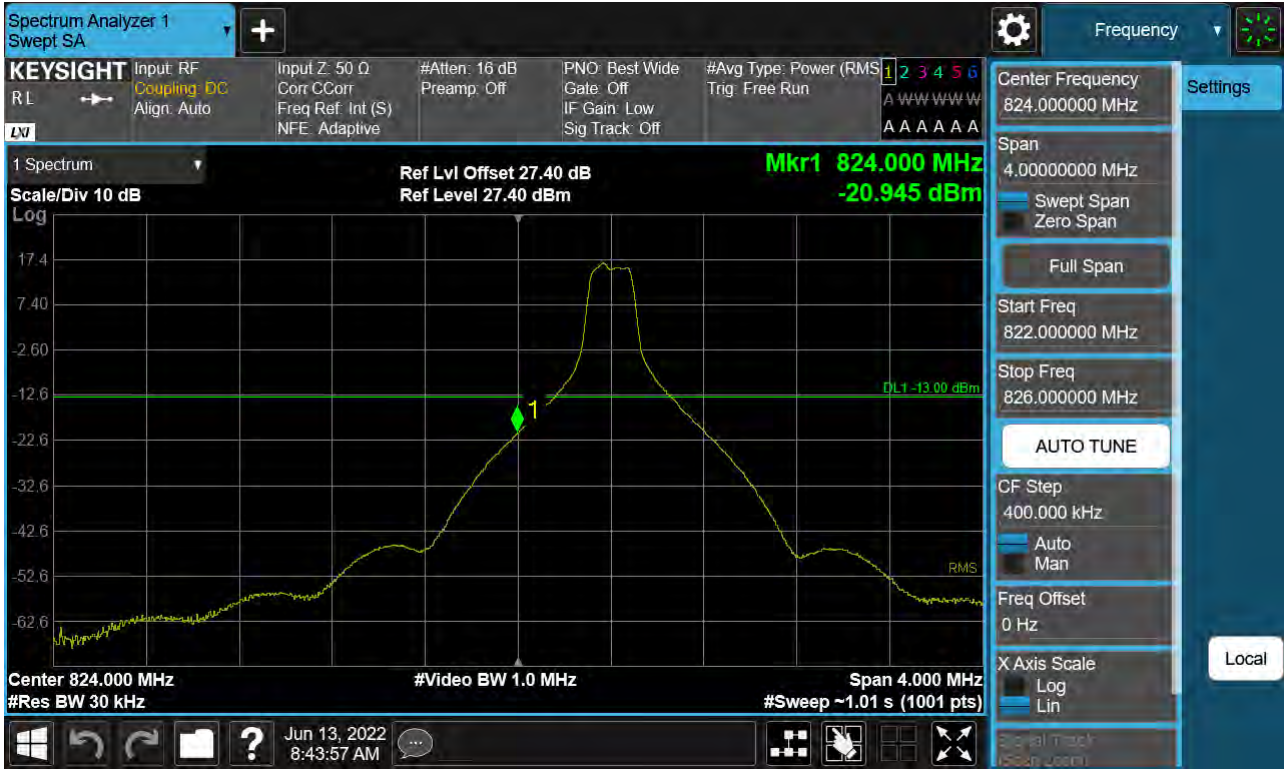 Spectrum Analyzer 1
Swept SA
Frequency
KEYSIGHT
R L
LXI
Input: RF
Coupling: DC
Align: Auto
Input Z: 50 Ω
Corr CCorr
Freq Ref: Int (S)
NFE: Adaptive
#Atten: 16 dB
Preamp: Off
PNO: Best Wide
Gate: Off
IF Gain: Low
Sig Track: Off
#Avg Type: Power (RMS
Trig: Free Run
1 2 3 4 5 6
A W W W W W
A A A A A A
1 Spectrum
Scale/Div 10 dB
Ref Lvl Offset 27.40 dB
Ref Level 27.40 dBm
Mkr1 824.000 MHz
-20.945 dBm
Log
17.4
7.40
-2.60
-12.6
-22.6
-32.6
-42.6
-52.6
-62.6
DL1 -13.00 dBm
1
RMS
Center 824.000 MHz
#Res BW 30 kHz
#Video BW 1.0 MHz
Span 4.000 MHz
#Sweep ~1.01 s (1001 pts)
Jun 13, 2022
8:43:57 AM
Center Frequency
824.000000 MHz
Span
4.00000000 MHz
Swept Span
Zero Span
Full Span
Start Freq
822.000000 MHz
Stop Freq
826.000000 MHz
AUTO TUNE
CF Step
400.000 kHz
Auto
Man
Freq Offset
0 Hz
X Axis Scale
Log
Lin
Signal Track
(Span Zoom)
Settings
Local